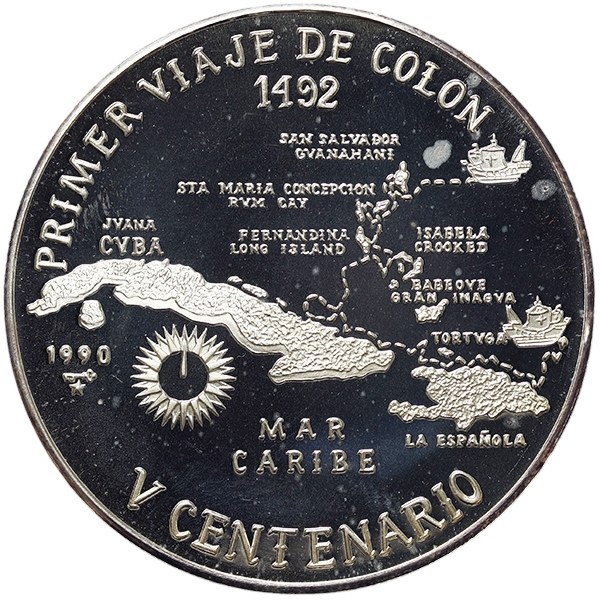 PRIMER VIAJE DE COLÓN
1492
SAN SALVADOR
GVANAHANI
STA MARIA CONCEPCION
RVM CAY
FERNANDINA
LONG ISLAND
ISABELA
CROOKED
JVANA
CVBA
BABEQVE
GRAN INAGVA
TORTVGA
1990
LA ESPAÑOLA
MAR
CARIBE
V CENTENARIO